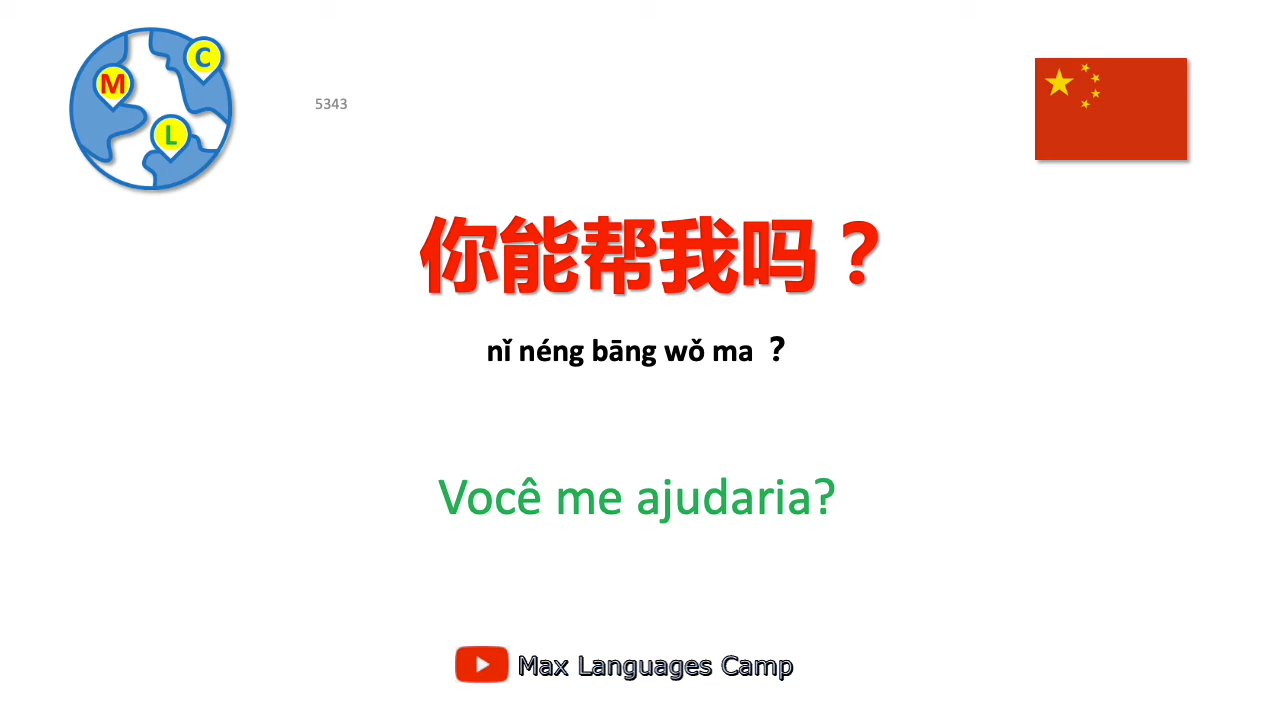 M
C
L
5343
你能帮我吗？
nǐ néng bāng wǒ ma ？
Você me ajudaria?
Max Languages Camp